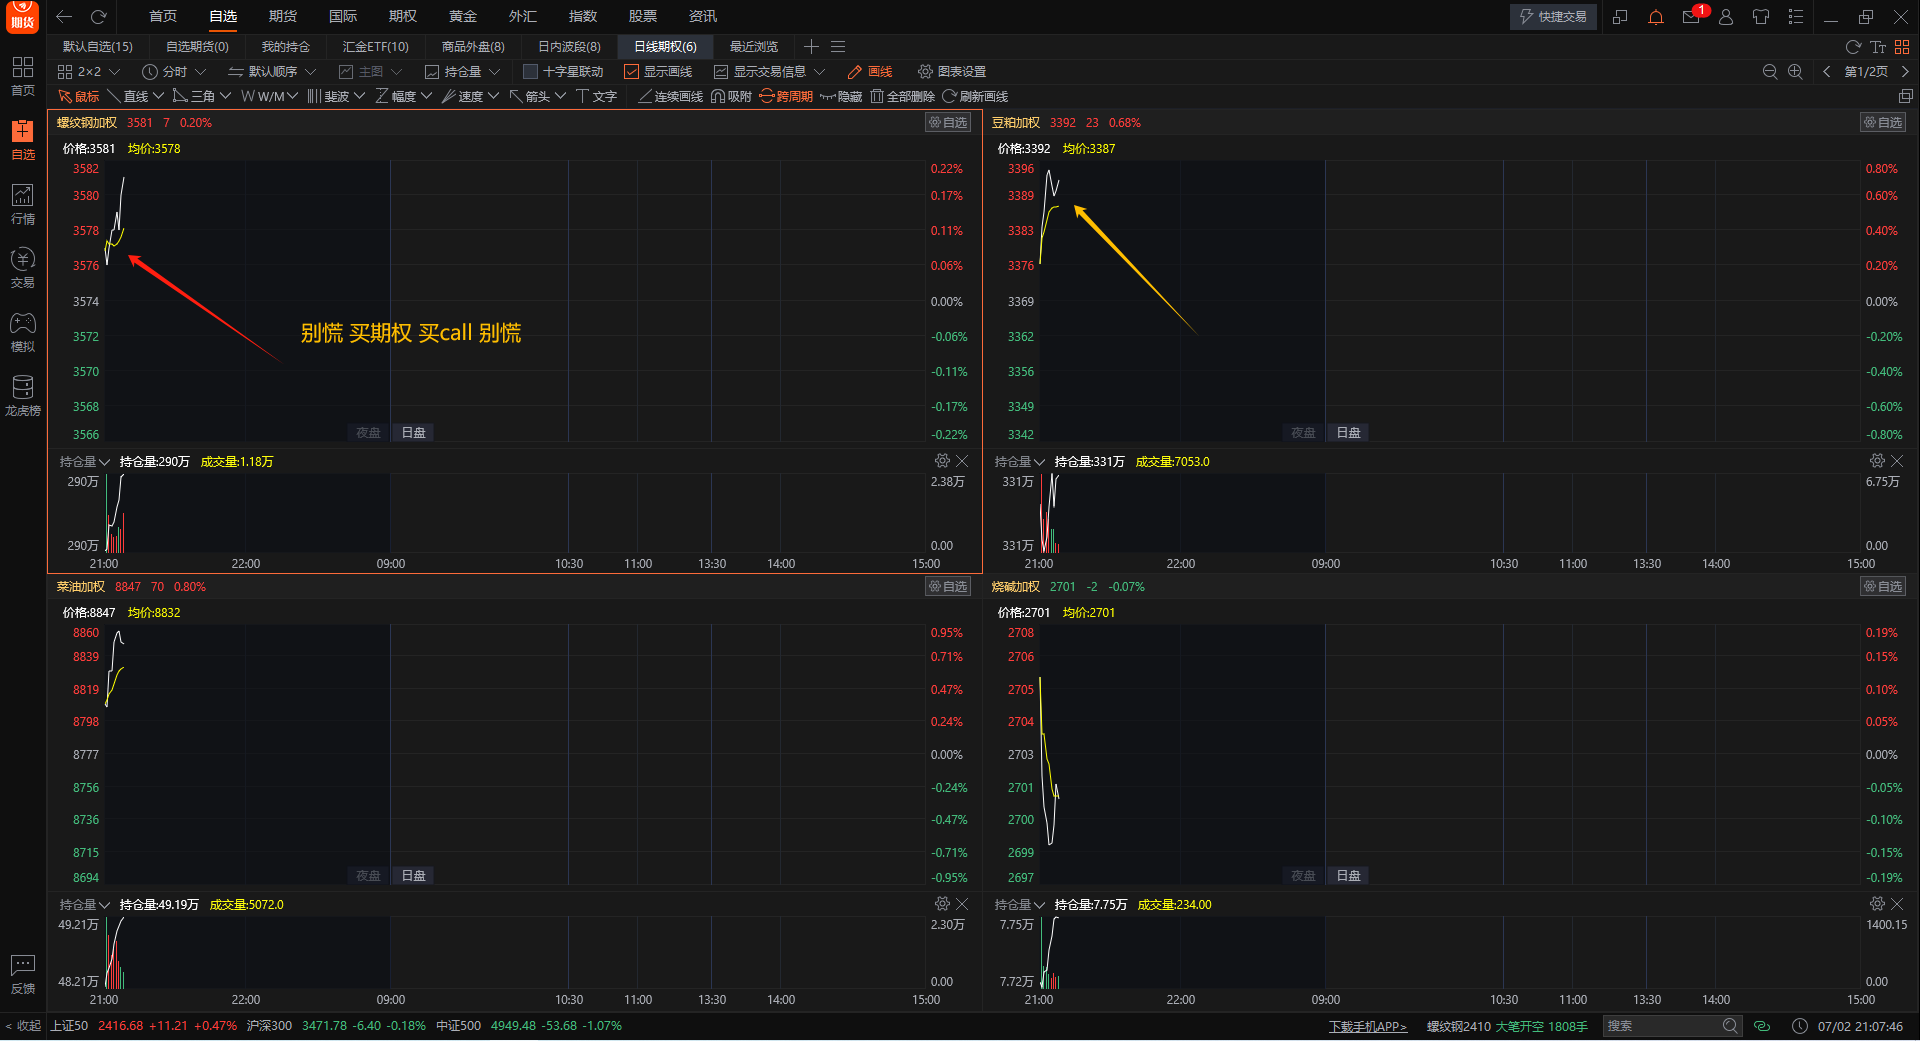 期货 首页 自选 期货 国际 期权 黄金 外汇 指数 股票 资讯 快捷交易 1
默认自选(15) 自选期货(0) 我的持仓 汇金ETF(10) 商品外盘(8) 日内波段(8) 日线期权(6) 最近浏览
2×2 分时 默认顺序 主图 持仓量 十字星联动 显示画线 显示交易信息 画线 图表设置 第1/2页
鼠标 直线 三角 W/M 斐波 幅度 速度 箭头 文字 连续画线 吸附 跨周期 隐藏 全部删除 刷新画线
首页
自选
行情
交易
模拟
龙虎榜
反馈
螺纹钢加权 3581 7 0.20% 自选
价格:3581 均价:3578
3582 0.22%
3580 0.17%
3578 0.11%
3576 0.06%
3574 0.00%
3572 -0.06%
3570 -0.11%
3568 -0.17%
3566 -0.22%
别慌 买期权 买call 别慌
夜盘 日盘
持仓量 持仓量:290万 成交量:1.18万
290万 2.38万
290万 0.00
21:00 22:00 09:00 10:30 11:00 13:30 14:00 15:00
豆粕加权 3392 23 0.68% 自选
价格:3392 均价:3387
3396 0.80%
3389 0.60%
3383 0.40%
3376 0.20%
3369 0.00%
3362 -0.20%
3356 -0.40%
3349 -0.60%
3342 -0.80%
夜盘 日盘
持仓量 持仓量:331万 成交量:7053.0
331万 6.75万
331万 0.00
21:00 22:00 09:00 10:30 11:00 13:30 14:00 15:00
菜油加权 8847 70 0.80% 自选
价格:8847 均价:8832
8860 0.95%
8839 0.71%
8819 0.47%
8798 0.24%
8777 0.00%
8756 -0.24%
8736 -0.47%
8715 -0.71%
8694 -0.95%
夜盘 日盘
持仓量 持仓量:49.19万 成交量:5072.0
49.21万 2.30万
48.21万 0.00
21:00 22:00 09:00 10:30 11:00 13:30 14:00 15:00
烧碱加权 2701 -2 -0.07% 自选
价格:2701 均价:2701
2708 0.19%
2706 0.15%
2705 0.10%
2704 0.05%
2703 0.00%
2701 -0.05%
2700 -0.10%
2699 -0.15%
2697 -0.19%
夜盘 日盘
持仓量 持仓量:7.75万 成交量:234.00
7.75万 1400.15
7.72万 0.00
21:00 22:00 09:00 10:30 11:00 13:30 14:00 15:00
< 收起 上证50 2416.68 +11.21 +0.47% 沪深300 3471.78 -6.40 -0.18% 中证500 4949.48 -53.68 -1.07% 下载手机APP> 螺纹钢2410 大笔开空 1808手 搜索 07/02 21:07:46